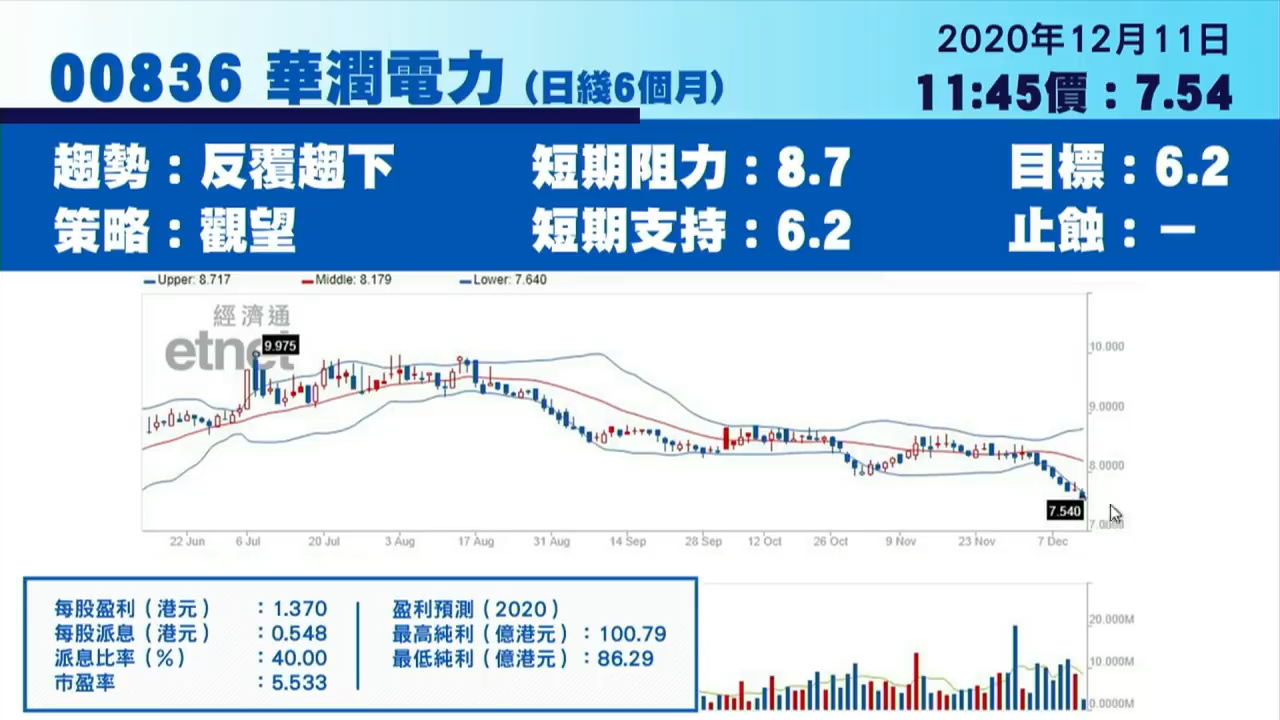 00836 華潤電力 (日綫6個月)
2020年12月11日
11:45價：7.54
趨勢：反覆趨下
短期阻力：8.7
目標：6.2
策略：觀望
短期支持：6.2
止蝕：－
Upper: 8.717 Middle: 8.179 Lower: 7.640
經濟通
etnet
9.975
10.000
9.0000
8.0000
7.540
7.0000
22 Jun 6 Jul 20 Jul 3 Aug 17 Aug 31 Aug 14 Sep 28 Sep 12 Oct 26 Oct 9 Nov 23 Nov 7 Dec
每股盈利（港元）：1.370
每股派息（港元）：0.548
派息比率（%）：40.00
市盈率：5.533
盈利預測（2020）
最高純利（億港元）：100.79
最低純利（億港元）：86.29
20.000M
10.000M
0.0000M